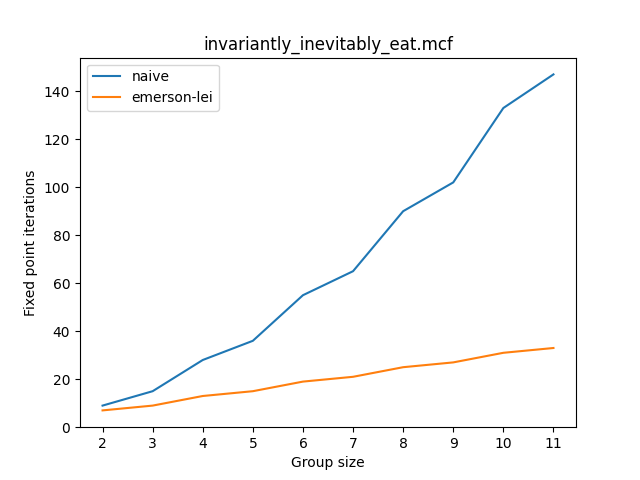 invariantly_inevitably_eat.mcf
naive
emerson-lei
Fixed point iterations
140
120
100
80
60
40
20
0
2 3 4 5 6 7 8 9 10 11
Group size